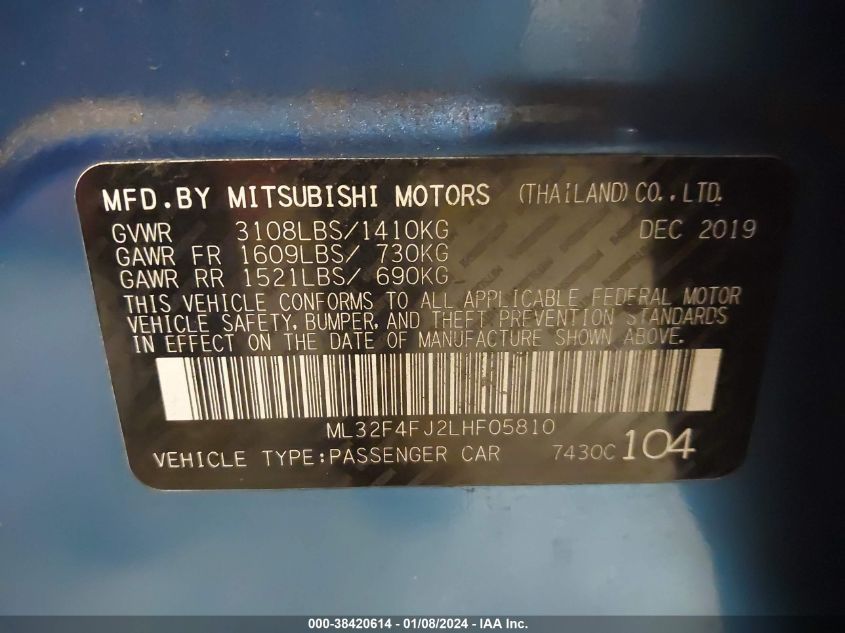 MFD.BY MITSUBISHI MOTORS (THAILAND) CO., LTD.
GVWR 3108LBS/1410KG DEC 2019
GAWR FR 1609LBS/ 730KG
GAWR RR 1521LBS/ 690KG
THIS VEHICLE CONFORMS TO ALL APPLICABLE FEDERAL MOTOR
VEHICLE SAFETY, BUMPER, AND THEFT PREVENTION STANDARDS
IN EFFECT ON THE DATE OF MANUFACTURE SHOWN ABOVE.
ML32F4FJ2LHF05810
VEHICLE TYPE:PASSENGER CAR 7430C 104
000-38420614 - 01/08/2024 - IAA Inc.